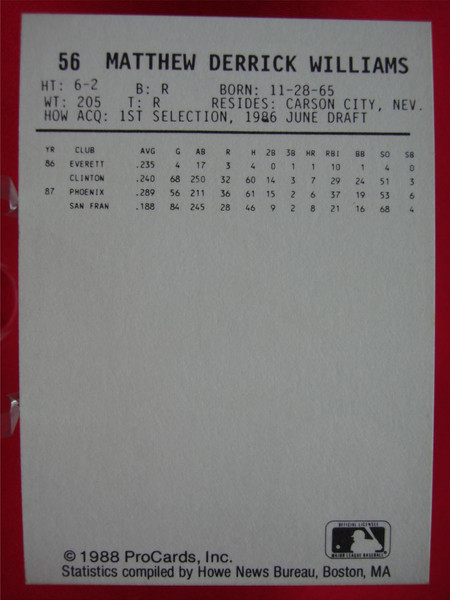 56 MATTHEW DERRICK WILLIAMS
HT: 6-2 B: R BORN: 11-28-65
WT: 205 T: R RESIDES: CARSON CITY, NEV.
HOW ACQ: 1ST SELECTION, 1986 JUNE DRAFT
YR CLUB AVG G AB R H 2B 3B HR RBI BB SO SB
86 EVERETT .235 4 17 3 4 0 1 1 10 1 4 0
CLINTON .240 68 250 32 60 14 3 7 29 24 51 3
87 PHOENIX .289 56 211 36 61 15 2 6 37 19 53 6
SAN FRAN .188 84 245 28 46 9 2 8 21 16 68 4
OFFICIAL LICENSEE
MAJOR LEAGUE BASEBALL
© 1988 ProCards, Inc.
Statistics compiled by Howe News Bureau, Boston, MA